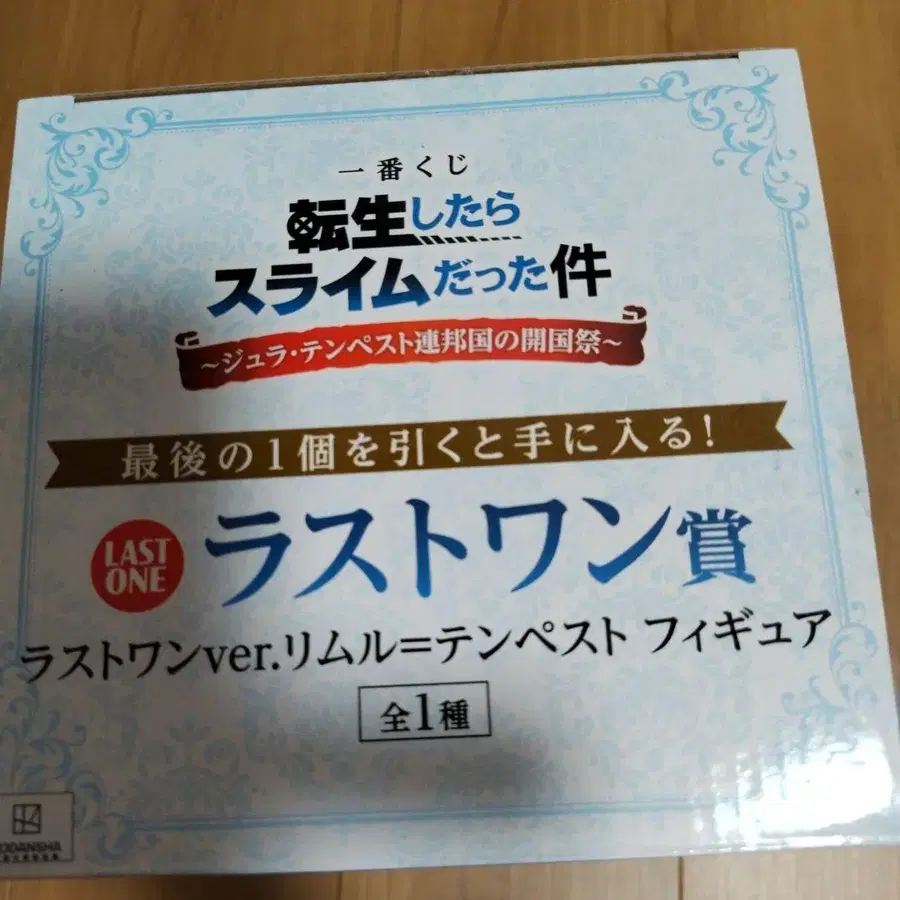 一番くじ
転生したら
スライムだった件
～ジュラ・テンペスト連邦国の開国祭～
最後の1個を引くと手に入る!
LAST
ONE
ラストワン賞
ラストワンver.リムル=テンペスト フィギュア
全1種
KODANSHA